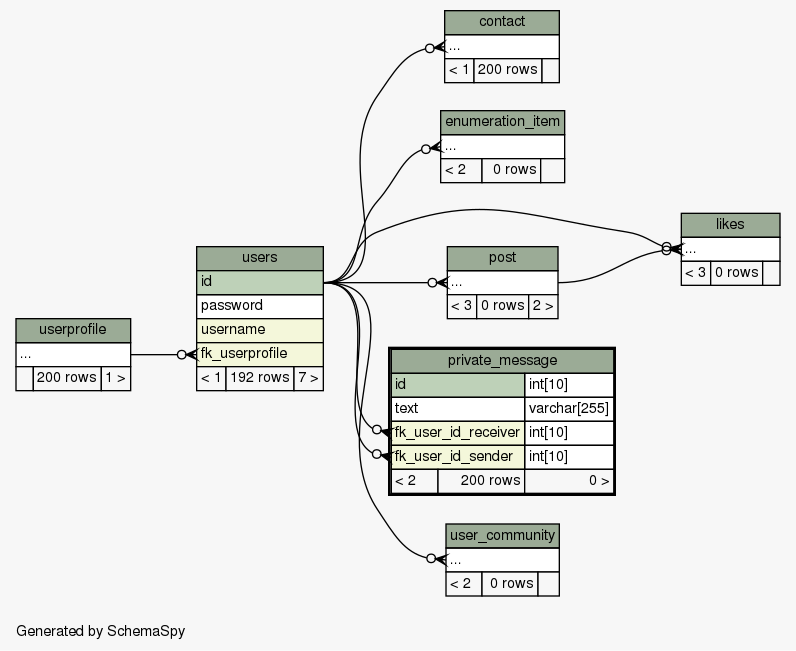 contact
...
< 1 200 rows
enumeration_item
...
< 2 0 rows
likes
...
< 3 0 rows
users
id
password
username
fk_userprofile
< 1 192 rows 7 >
post
...
< 3 0 rows 2 >
userprofile
...
200 rows 1 >
private_message
id int[10]
text varchar[255]
fk_user_id_receiver int[10]
fk_user_id_sender int[10]
< 2 200 rows 0 >
user_community
...
< 2 0 rows
Generated by SchemaSpy